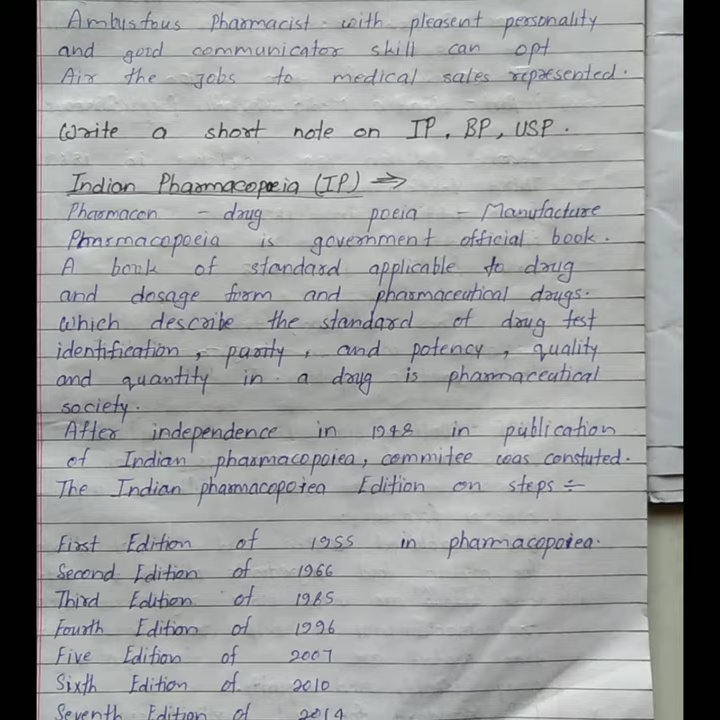 Ambustous Pharmacist with pleasent personality
and good communicator skill can opt
Air the jobs to medical sales represented.
Write a short note on IP, BP, USP.
Indian Pharmacopoeia (IP) →
Pharmacon - drug poeia - Manufacture
Pharmacopoeia is government official book.
A book of standard applicable to drug
and dosage form and pharmaceutical drugs.
Which describe the standard of drug test
identification, purity, and potency, quality
and quantity in a drug is pharmaceutical
society.
After independence in 1948 in publication
of Indian pharmacopoiea, commitee was constuted.
The Indian pharmacopoiea Edition on steps ÷
First Edition of 1955 in pharmacopoiea.
Second Edition of 1966
Third Edition of 1985
Fourth Edition of 1996
Five Edition of 2007
Sixth Edition of 2010
Seventh Edition of 2014